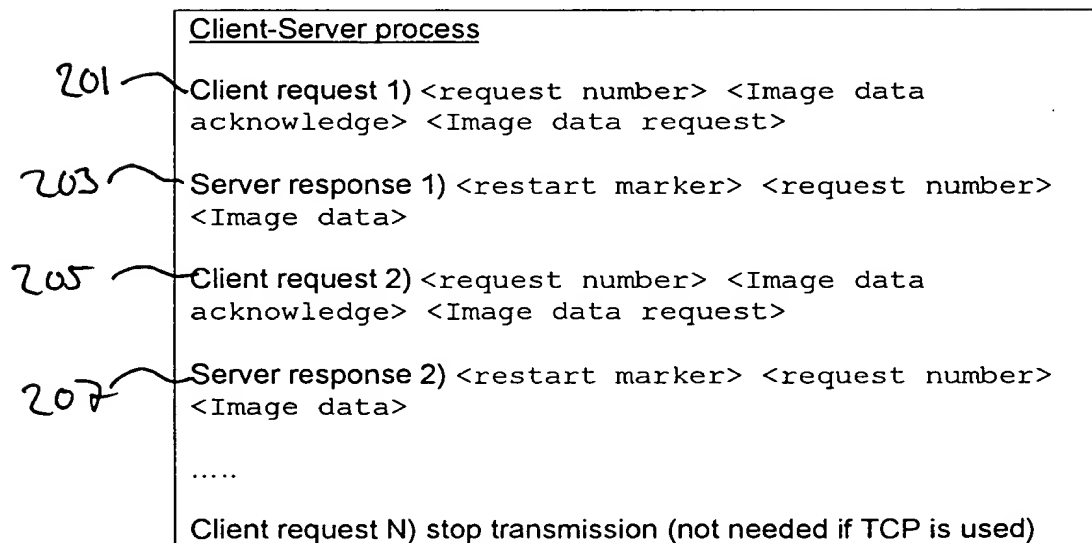 Client-Server process
201 Client request 1) <request number> <Image data
acknowledge> <Image data request>
203 Server response 1) <restart marker> <request number>
<Image data>
205 Client request 2) <request number> <Image data
acknowledge> <Image data request>
207 Server response 2) <restart marker> <request number>
<Image data>
.....
Client request N) stop transmission (not needed if TCP is used)